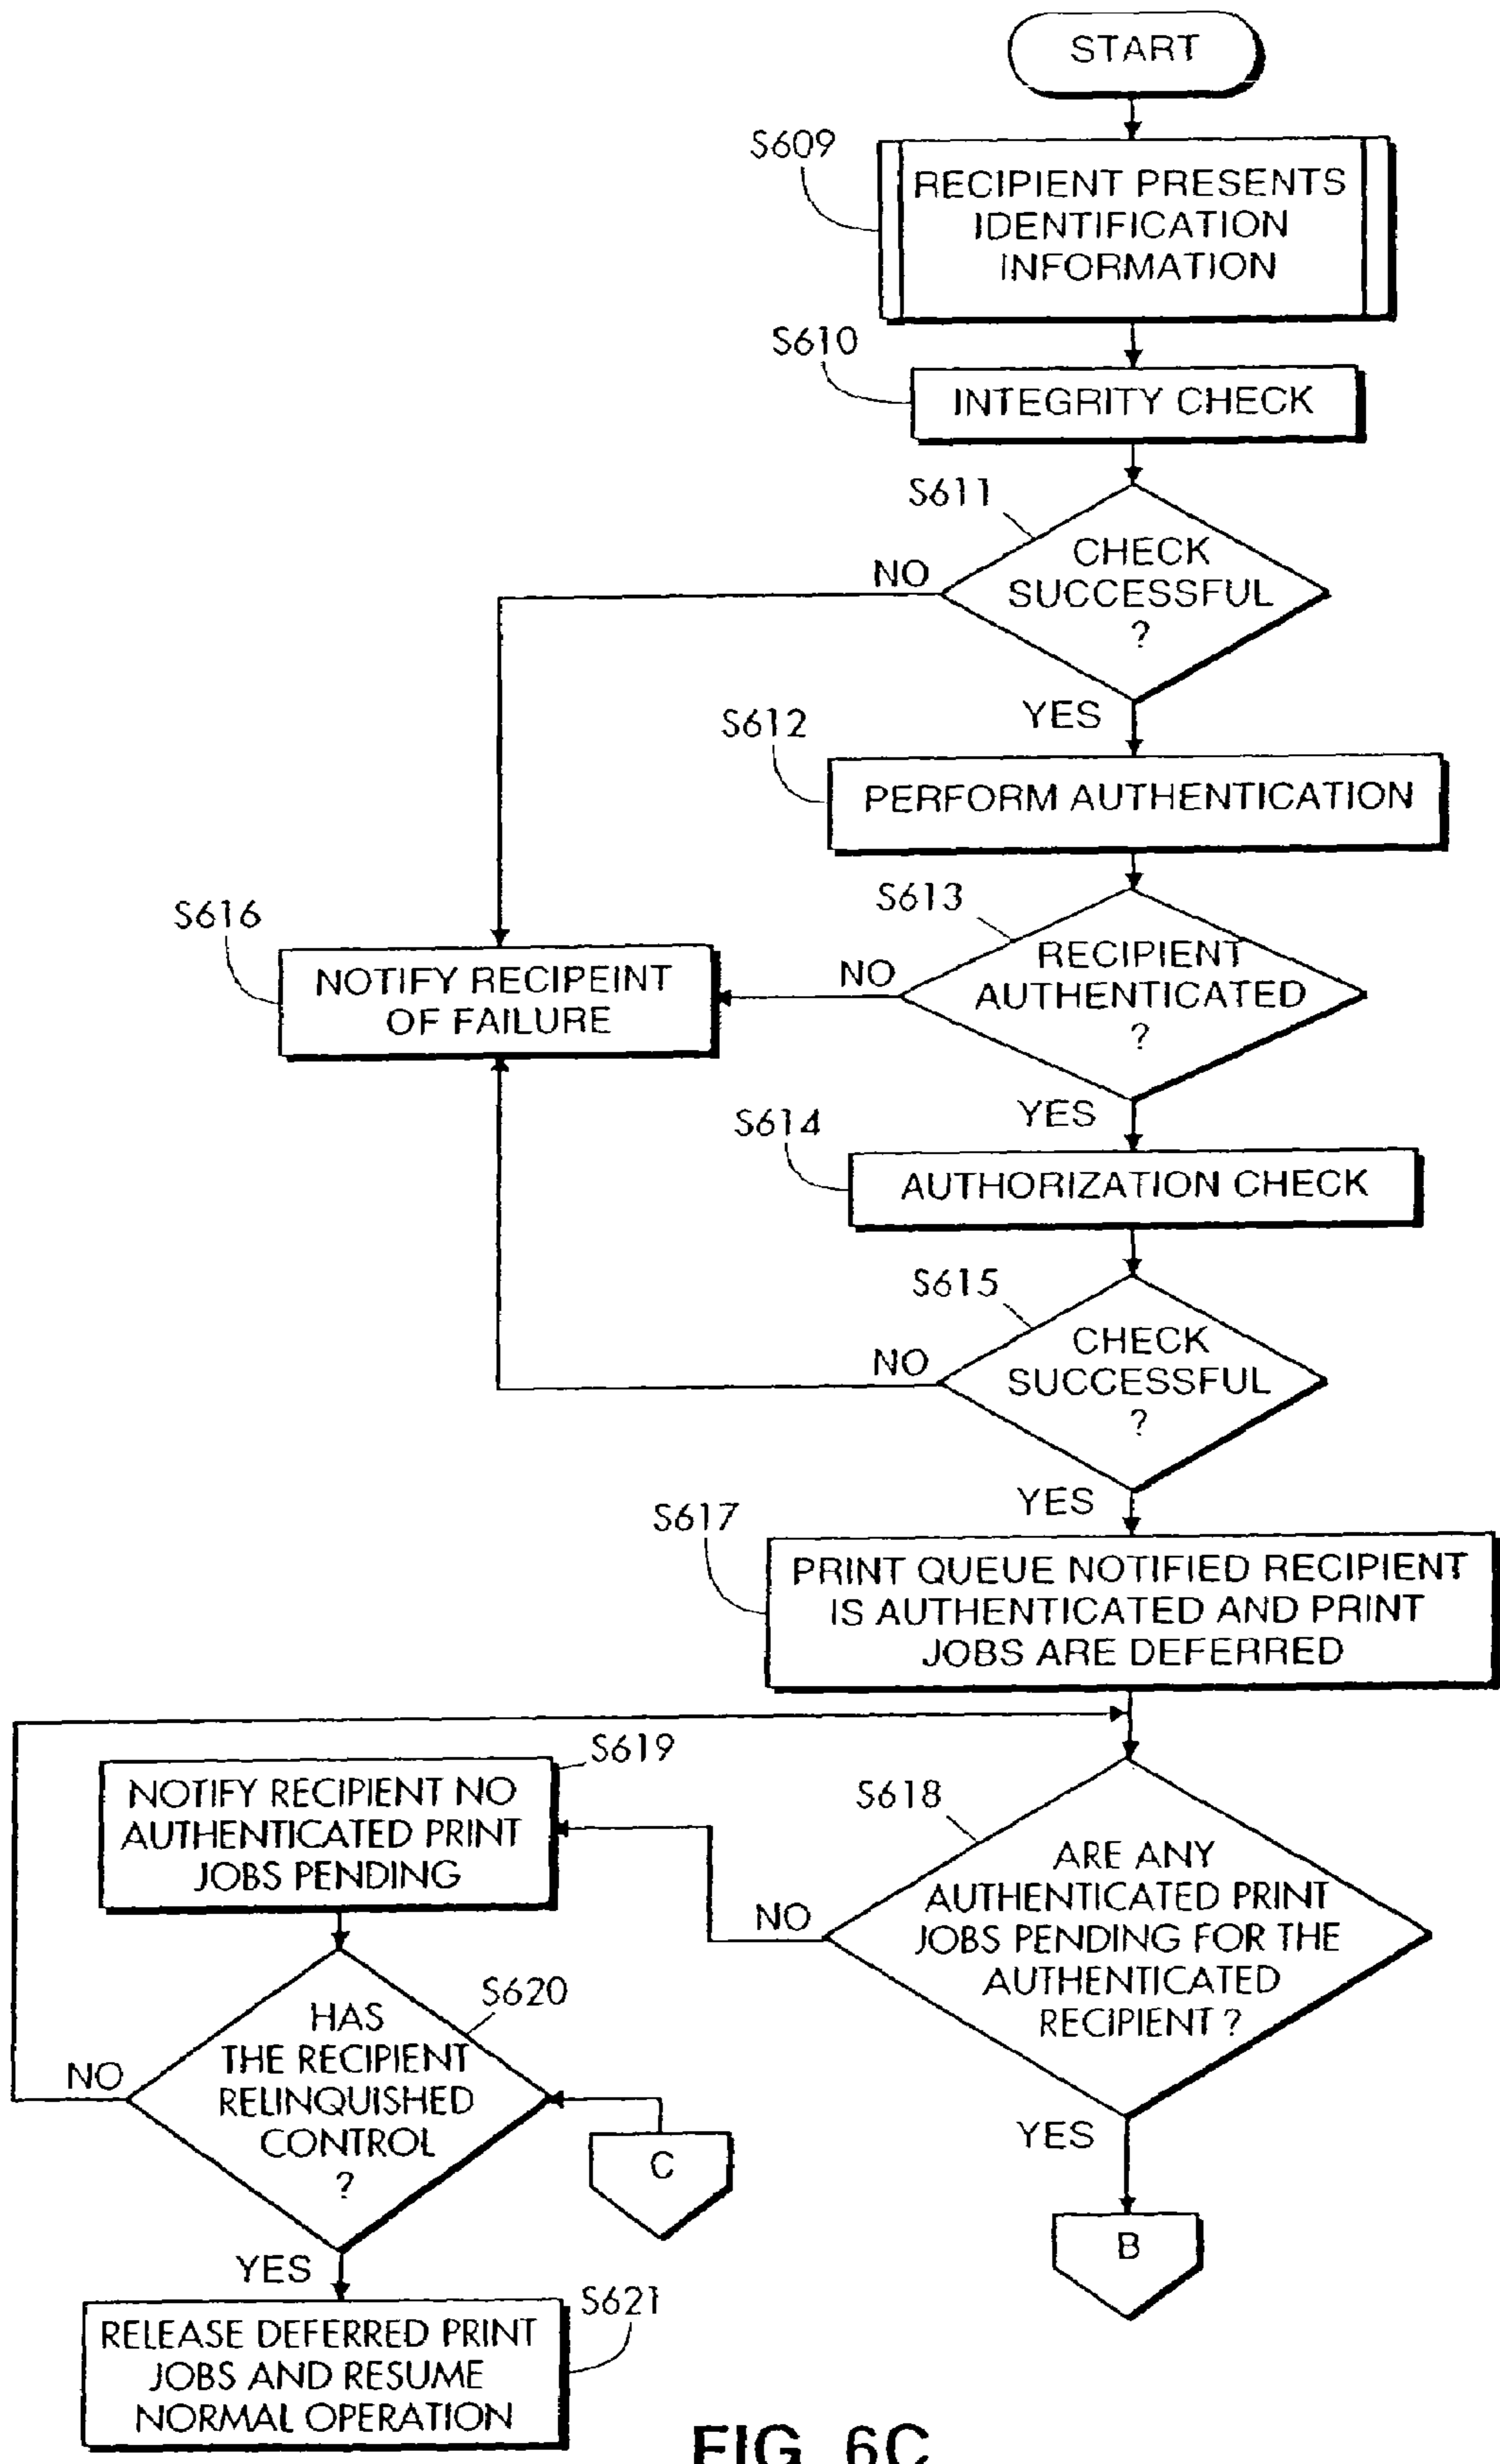 START
S609
RECIPIENT PRESENTS
IDENTIFICATION
INFORMATION
S610
INTEGRITY CHECK
S611
CHECK
SUCCESSFUL
?
NO
YES
S612
PERFORM AUTHENTICATION
S613
RECIPIENT
AUTHENTICATED
?
NO
S616
NOTIFY RECIPEINT
OF FAILURE
YES
S614
AUTHORIZATION CHECK
S615
CHECK
SUCCESSFUL
?
NO
YES
S617
PRINT QUEUE NOTIFIED RECIPIENT
IS AUTHENTICATED AND PRINT
JOBS ARE DEFERRED
S618
ARE ANY
AUTHENTICATED PRINT
JOBS PENDING FOR THE
AUTHENTICATED
RECIPIENT ?
NO
S619
NOTIFY RECIPIENT NO
AUTHENTICATED PRINT
JOBS PENDING
S620
HAS
THE RECIPIENT
RELINQUISHED
CONTROL
?
NO
C
YES
B
YES
S621
RELEASE DEFERRED PRINT
JOBS AND RESUME
NORMAL OPERATION
FIG. 6C